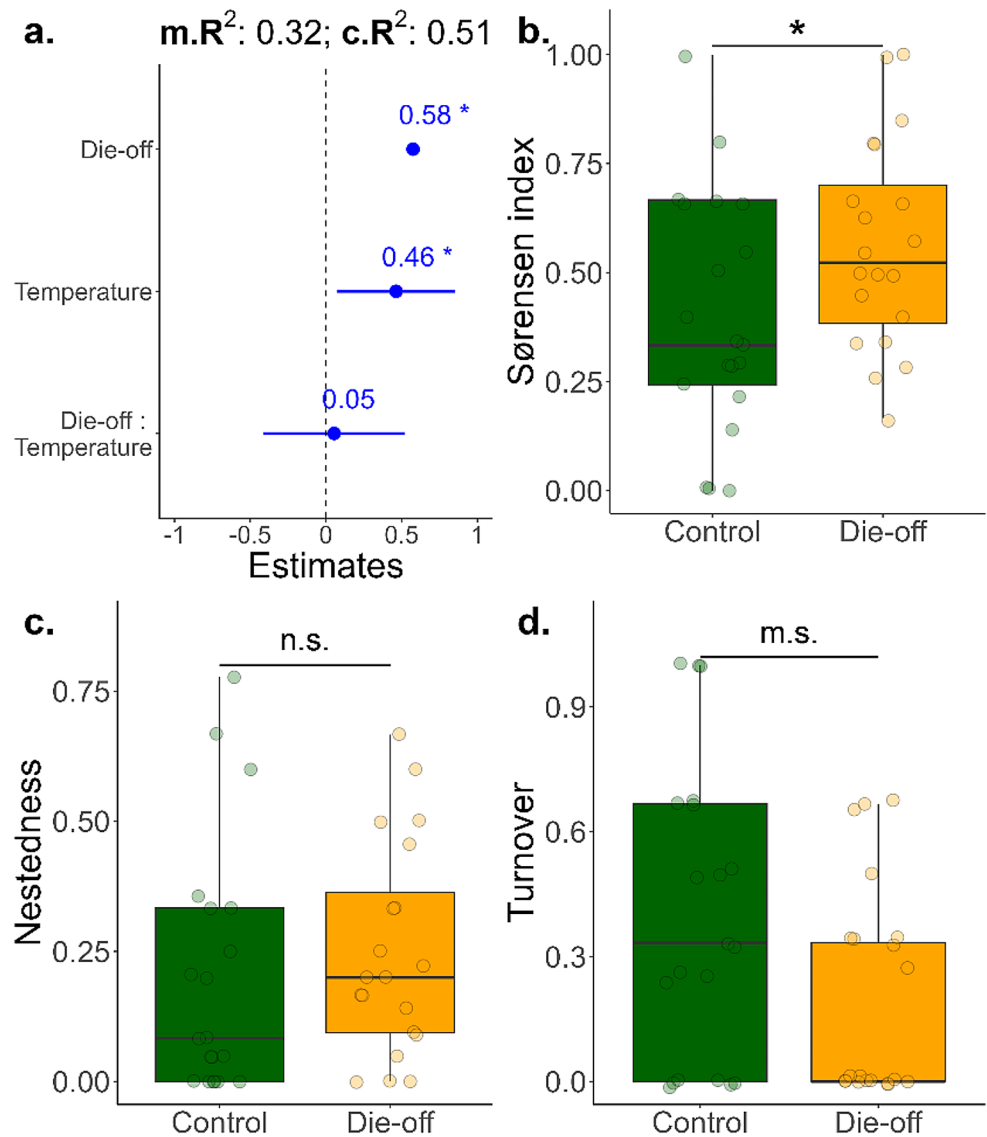 a.
m.R²: 0.32; c.R²: 0.51
Die-off
0.58 *
Temperature
0.46 *
Die-off :
Temperature
0.05
-1 -0.5 0 0.5 1
Estimates
b.
*
Sørensen index
1.00
0.75
0.50
0.25
0.00
Control Die-off
c.
n.s.
Nestedness
0.75
0.50
0.25
0.00
Control Die-off
d.
m.s.
Turnover
0.9
0.6
0.3
0.0
Control Die-off